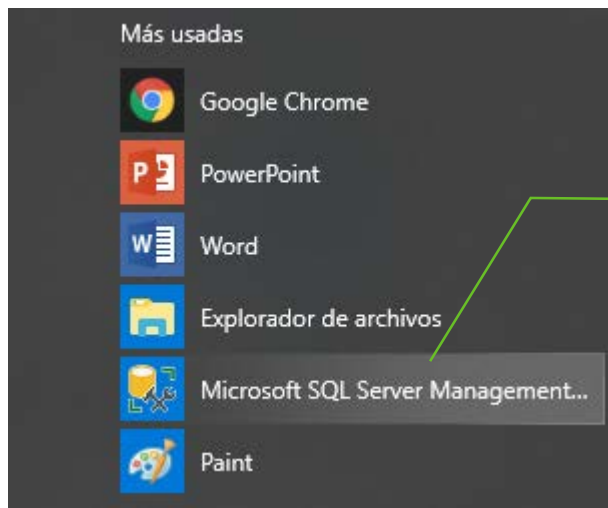 Más usadas
Google Chrome
PowerPoint
Word
Explorador de archivos
Microsoft SQL Server Management...
Paint